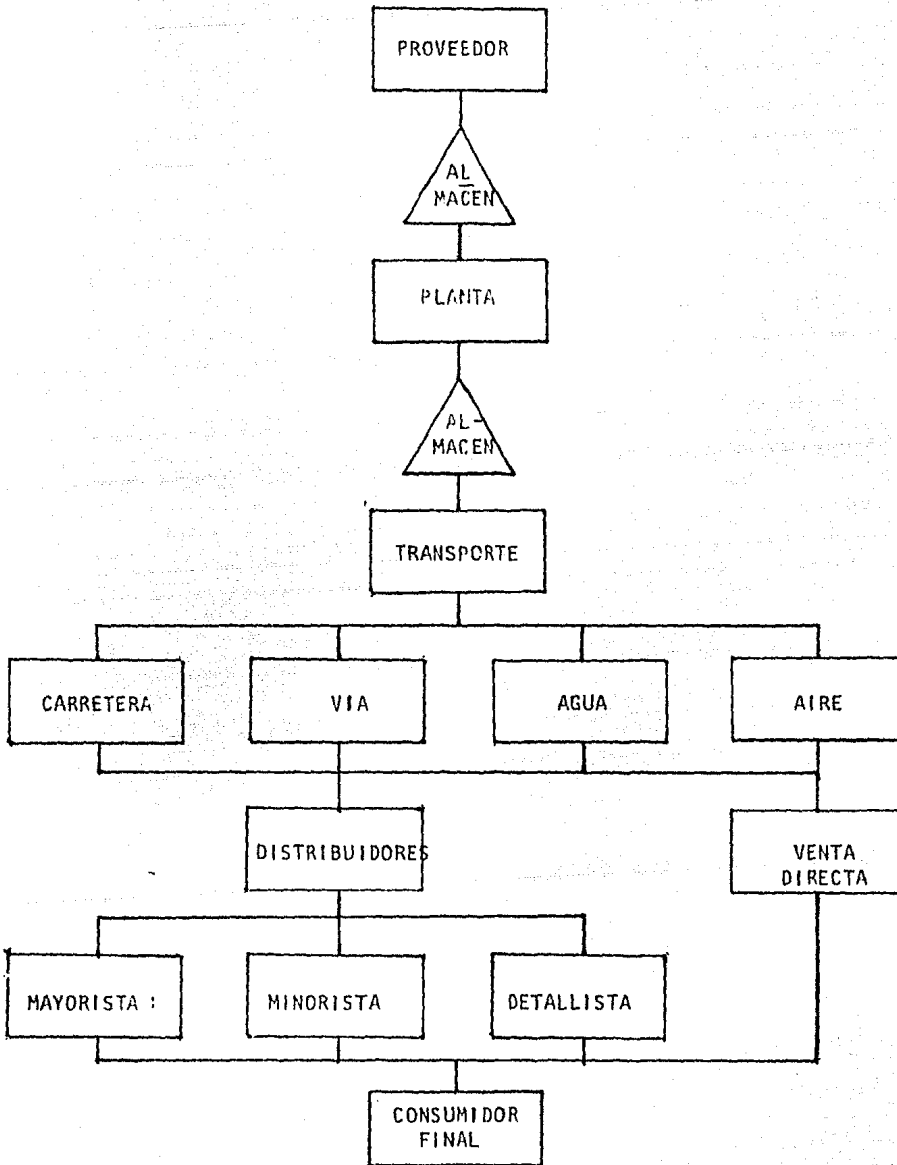 PROVEEDOR
AL
MACEN
PLANTA
AL-
MACEN
TRANSPORTE
CARRETERA
VIA
AGUA
AIRE
DISTRIBUIDORES
VENTA
DIRECTA
MAYORISTA :
MINORISTA
DETALLISTA
CONSUMIDOR
FINAL